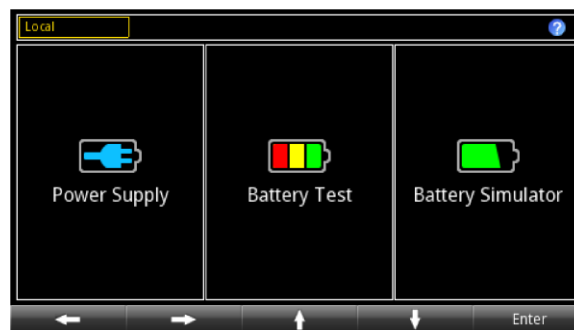 Local
?
Power Supply
Battery Test
Battery Simulator
Enter